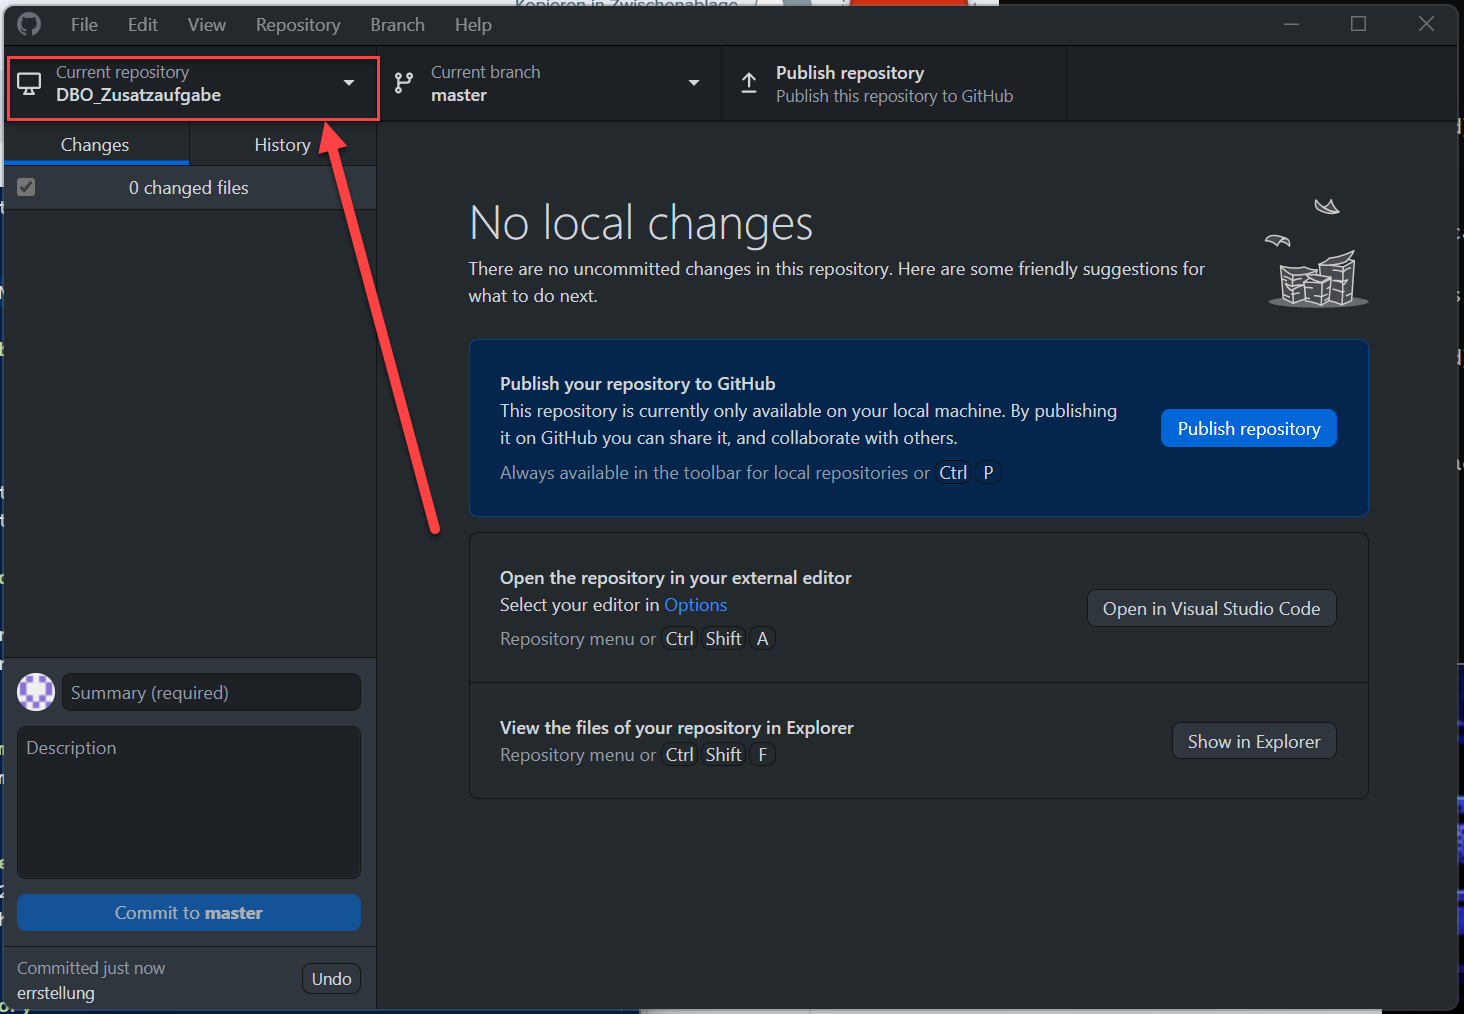 Kopieren in Zwischenablage
File Edit View Repository Branch Help
Current repository
DBO_Zusatzaufgabe
Current branch
master
Publish repository
Publish this repository to GitHub
Changes
History
0 changed files
No local changes
There are no uncommitted changes in this repository. Here are some friendly suggestions for
what to do next.
Publish your repository to GitHub
This repository is currently only available on your local machine. By publishing
it on GitHub you can share it, and collaborate with others.
Always available in the toolbar for local repositories or Ctrl P
Publish repository
Open the repository in your external editor
Select your editor in Options
Repository menu or Ctrl Shift A
Open in Visual Studio Code
View the files of your repository in Explorer
Repository menu or Ctrl Shift F
Show in Explorer
Summary (required)
Description
Commit to master
Committed just now
errstellung
Undo